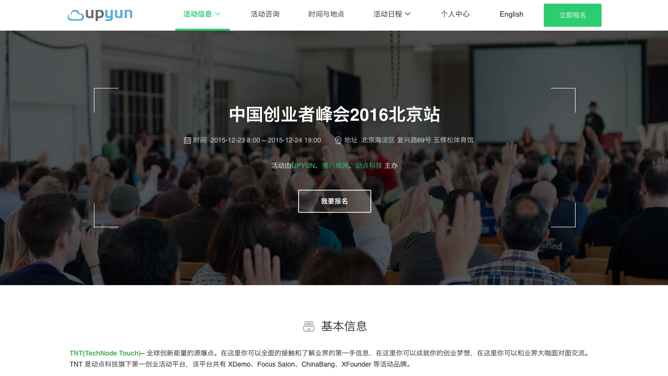 upyun
活动信息
活动咨询
时间与地点
活动日程
个人中心
English
立即报名
中国创业者峰会2016北京站
时间 2015-12-23 8:00 ~ 2015-12-24 19:00
地址 北京海淀区 复兴路69号 五棵松体育馆
活动由UPYUN、第八戒网、动点科技 主办
我要报名
基本信息
TNT(TechNode Touch)– 全球创新能量的源爆点。在这里你可以全面的接触和了解业界的第一手信息，在这里你可以成就你的创业梦想，在这里你可以和业界大咖面对面交流。
TNT 是动点科技旗下第一创业活动平台，该平台共有 XDemo、Focus Salon、ChinaBang、XFounder 等活动品牌。